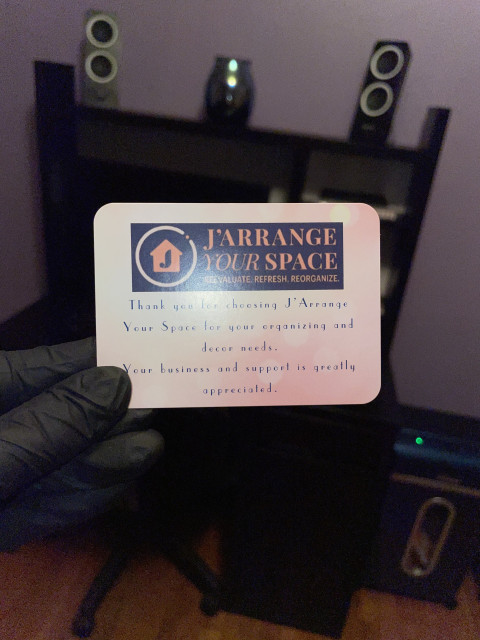 J
J'ARRANGE
YOUR SPACE
REEVALUATE. REFRESH. REORGANIZE.
Thank you for choosing J'Arrange
Your Space for your organizing and
decor needs.
Your business and support is greatly
appreciated.